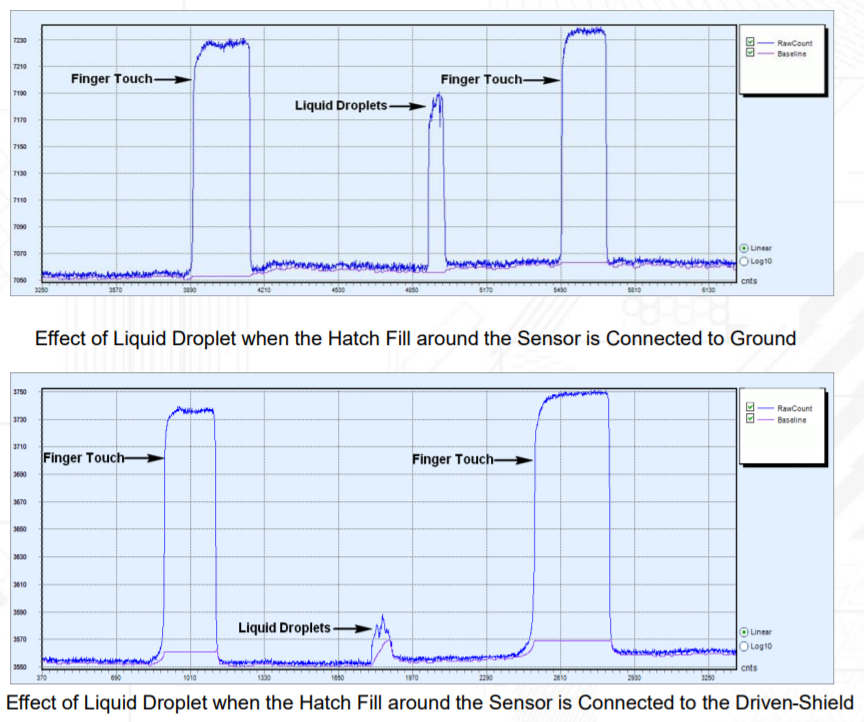 7230
7210
7190
7170
7150
7130
7110
7090
7070
7050
Finger Touch
Liquid Droplets
Finger Touch
RawCount
Baseline
Linear
Log10
cnts
3250 3570 3890 4210 4530 4850 5170 5490 5810 6130
Effect of Liquid Droplet when the Hatch Fill around the Sensor is Connected to Ground
3750
3730
3710
3690
3670
3650
3630
3610
3590
3570
3550
Finger Touch
Liquid Droplets
Finger Touch
RawCount
Baseline
Linear
Log10
cnts
370 690 1010 1330 1650 1970 2290 2610 2930 3250
Effect of Liquid Droplet when the Hatch Fill around the Sensor is Connected to the Driven-Shield